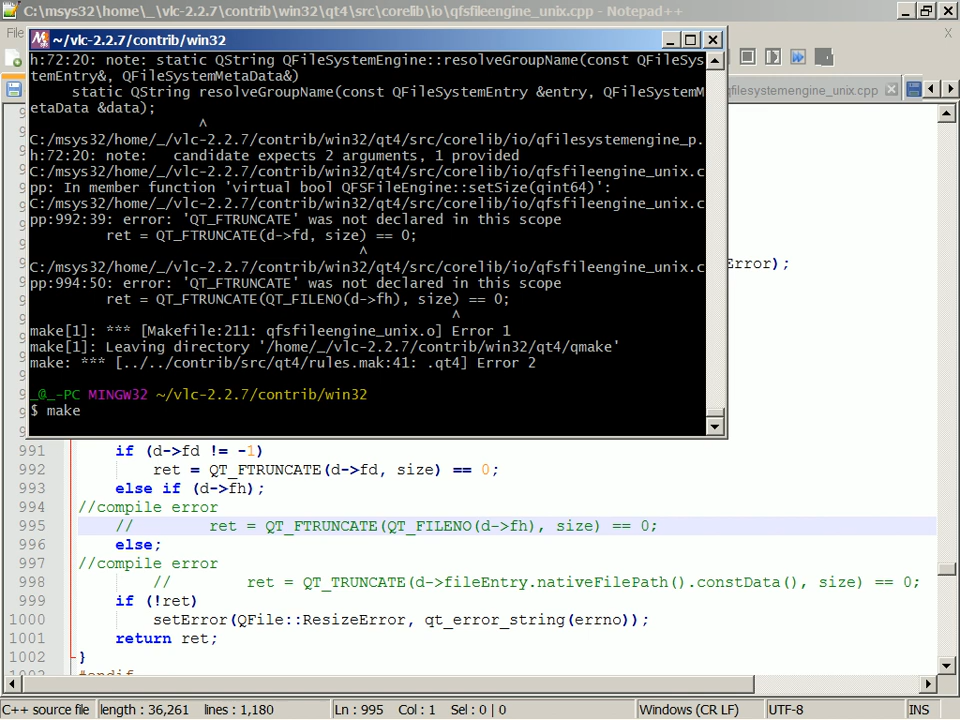 C:\msys32\home\_\vlc-2.2.7\contrib\win32\qt4\src\corelib\io\qfsfileengine_unix.cpp - Notepad++
File
X
~/vlc-2.2.7/contrib/win32
qfilesystemengine_unix.cpp
h:72:20: note: static QString QFileSystemEngine::resolveGroupName(const QFileSys
temEntry&, QFileSystemMetaData&)
static QString resolveGroupName(const QFileSystemEntry &entry, QFileSystemM
etaData &data);
^
C:/msys32/home/_/vlc-2.2.7/contrib/win32/qt4/src/corelib/io/qfilesystemengine_p.
h:72:20: note:   candidate expects 2 arguments, 1 provided
C:/msys32/home/_/vlc-2.2.7/contrib/win32/qt4/src/corelib/io/qfsfileengine_unix.c
pp: In member function 'virtual bool QFSFileEngine::setSize(qint64)':
C:/msys32/home/_/vlc-2.2.7/contrib/win32/qt4/src/corelib/io/qfsfileengine_unix.c
pp:992:39: error: 'QT_FTRUNCATE' was not declared in this scope
ret = QT_FTRUNCATE(d->fd, size) == 0;
^
C:/msys32/home/_/vlc-2.2.7/contrib/win32/qt4/src/corelib/io/qfsfileengine_unix.c
pp:994:50: error: 'QT_FTRUNCATE' was not declared in this scope
ret = QT_FTRUNCATE(QT_FILENO(d->fh), size) == 0;
^
make[1]: *** [Makefile:211: qfsfileengine_unix.o] Error 1
make[1]: Leaving directory '/home/_/vlc-2.2.7/contrib/win32/qt4/qmake'
make: *** [../../contrib/src/qt4/rules.mak:41: .qt4] Error 2
_@_-PC MINGW32 ~/vlc-2.2.7/contrib/win32
$ make
Error);
991 if (d->fd != -1)
992 ret = QT_FTRUNCATE(d->fd, size) == 0;
993 else if (d->fh);
994 //compile error
995 // ret = QT_FTRUNCATE(QT_FILENO(d->fh), size) == 0;
996 else;
997 //compile error
998 // ret = QT_TRUNCATE(d->fileEntry.nativeFilePath().constData(), size) == 0;
999 if (!ret)
1000 setError(QFile::ResizeError, qt_error_string(errno));
1001 return ret;
1002 }
#endif
C++ source file length : 36,261 lines : 1,180 Ln : 995 Col : 1 Sel : 0 | 0 Windows (CR LF) UTF-8 INS